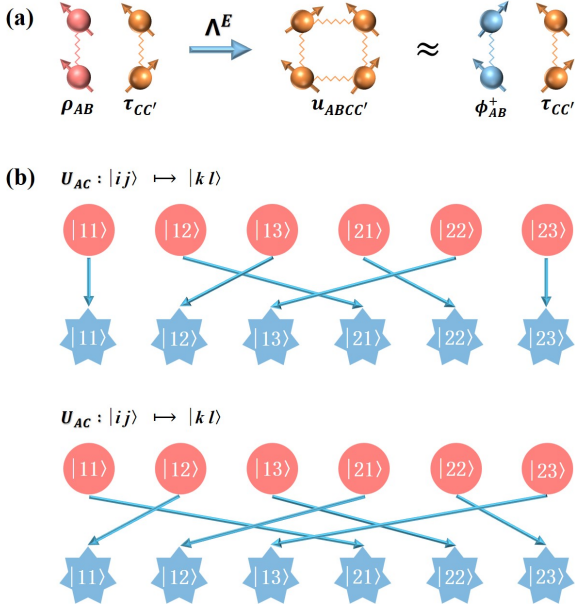 (a)
Λ^E
≈
ρ_AB τ_CC′ u_ABCC′ ϕ⁺_AB τ_CC′
(b) U_AC : |i j⟩ ↦ |k l⟩
|11⟩ |12⟩ |13⟩ |21⟩ |22⟩ |23⟩
|11⟩ |12⟩ |13⟩ |21⟩ |22⟩ |23⟩
U_AC : |i j⟩ ↦ |k l⟩
|11⟩ |12⟩ |13⟩ |21⟩ |22⟩ |23⟩
|11⟩ |12⟩ |13⟩ |21⟩ |22⟩ |23⟩